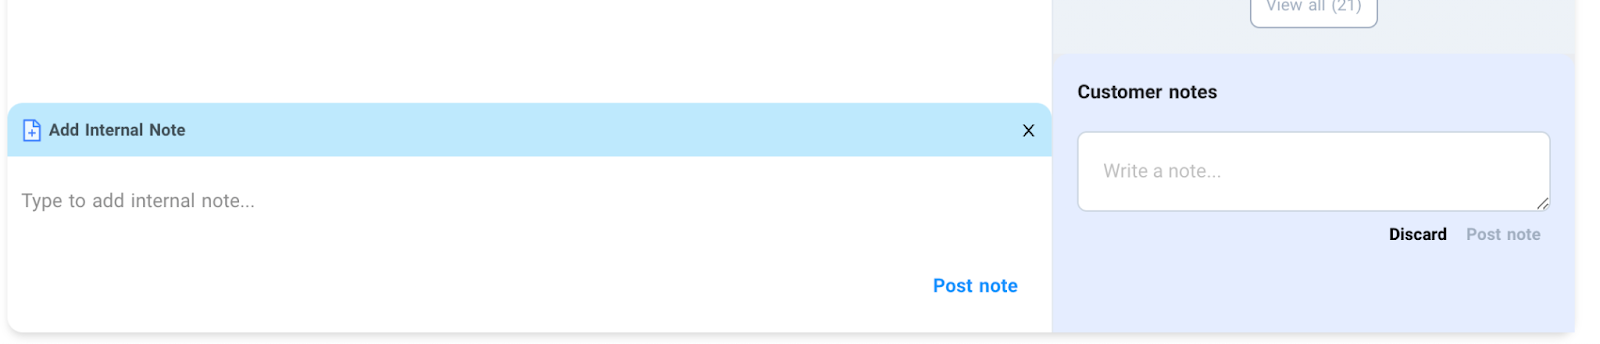 View all (21)
Add Internal Note
X
Type to add internal note...
Post note
Customer notes
Write a note...
Discard Post note